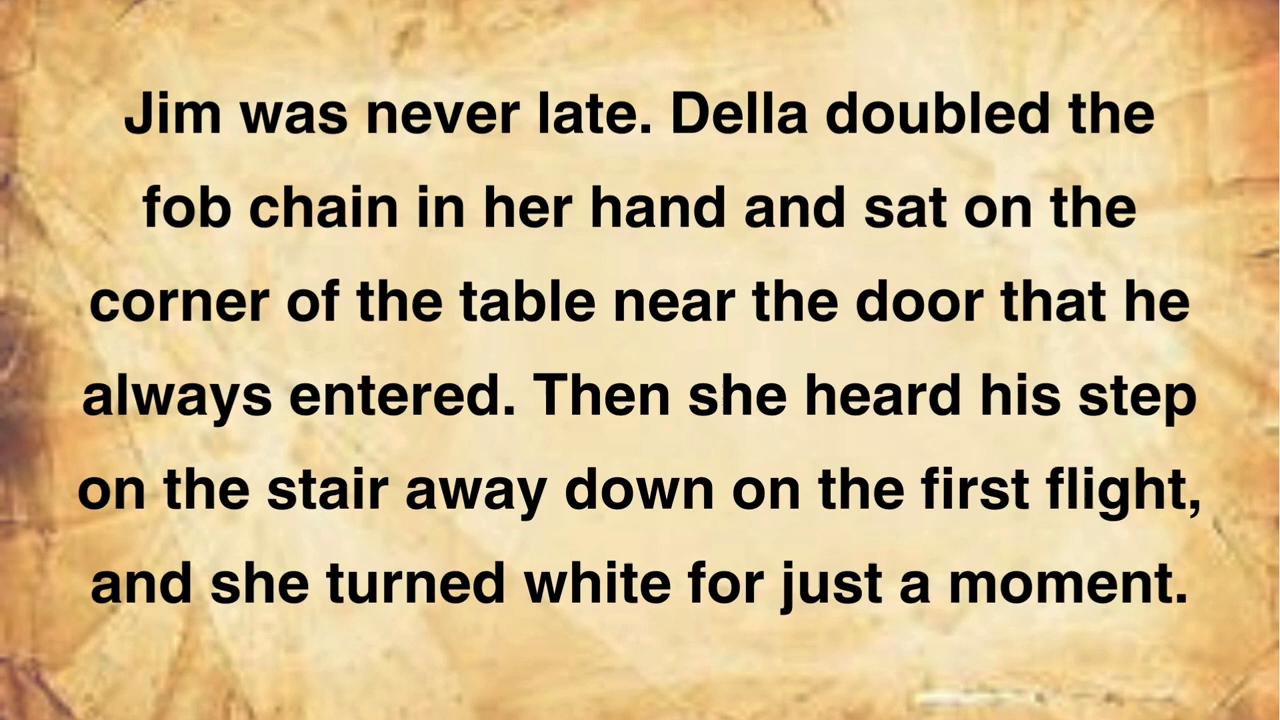 Jim was never late. Della doubled the
fob chain in her hand and sat on the
corner of the table near the door that he
always entered. Then she heard his step
on the stair away down on the first flight,
and she turned white for just a moment.